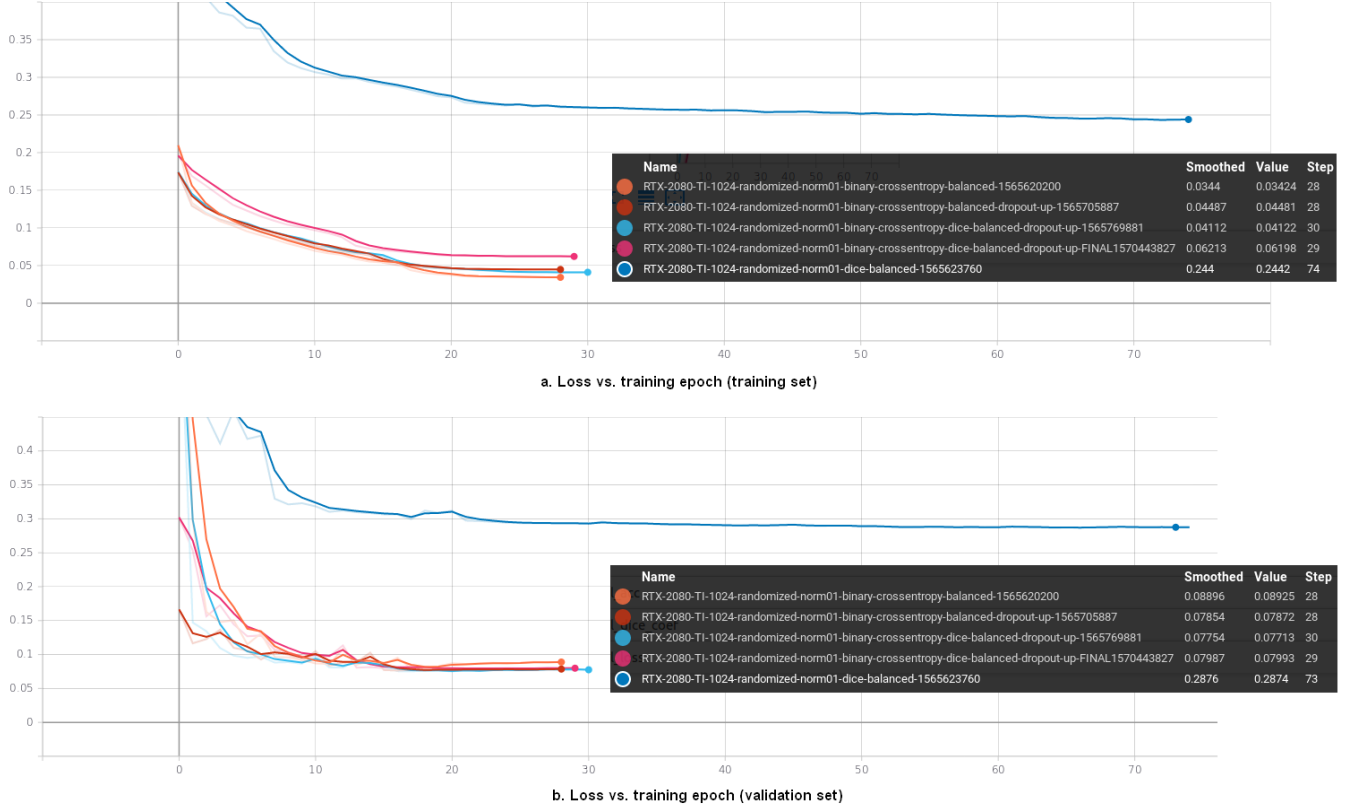 0.35
0.3
0.25
0.2
0.15
0.1
0.05
0
0 10 20 30 40 50 60 70
Name Smoothed Value Step
RTX-2080-TI-1024-randomized-norm01-binary-crossentropy-balanced-1565620200 0.0344 0.03424 28
RTX-2080-TI-1024-randomized-norm01-binary-crossentropy-balanced-dropout-up-1565705887 0.04487 0.04481 28
RTX-2080-TI-1024-randomized-norm01-binary-crossentropy-dice-balanced-dropout-up-1565769881 0.04112 0.04122 30
RTX-2080-TI-1024-randomized-norm01-binary-crossentropy-dice-balanced-dropout-up-FINAL1570443827 0.06213 0.06198 29
RTX-2080-TI-1024-randomized-norm01-dice-balanced-1565623760 0.244 0.2442 74
a. Loss vs. training epoch (training set)
0.4
0.35
0.3
0.25
0.2
0.15
0.1
0.05
0
0 10 20 30 40 50 60 70
Name Smoothed Value Step
RTX-2080-TI-1024-randomized-norm01-binary-crossentropy-balanced-1565620200 0.08896 0.08925 28
RTX-2080-TI-1024-randomized-norm01-binary-crossentropy-balanced-dropout-up-1565705887 0.07854 0.07872 28
RTX-2080-TI-1024-randomized-norm01-binary-crossentropy-dice-balanced-dropout-up-1565769881 0.07754 0.07713 30
RTX-2080-TI-1024-randomized-norm01-binary-crossentropy-dice-balanced-dropout-up-FINAL1570443827 0.07987 0.07993 29
RTX-2080-TI-1024-randomized-norm01-dice-balanced-1565623760 0.2876 0.2874 73
b. Loss vs. training epoch (validation set)